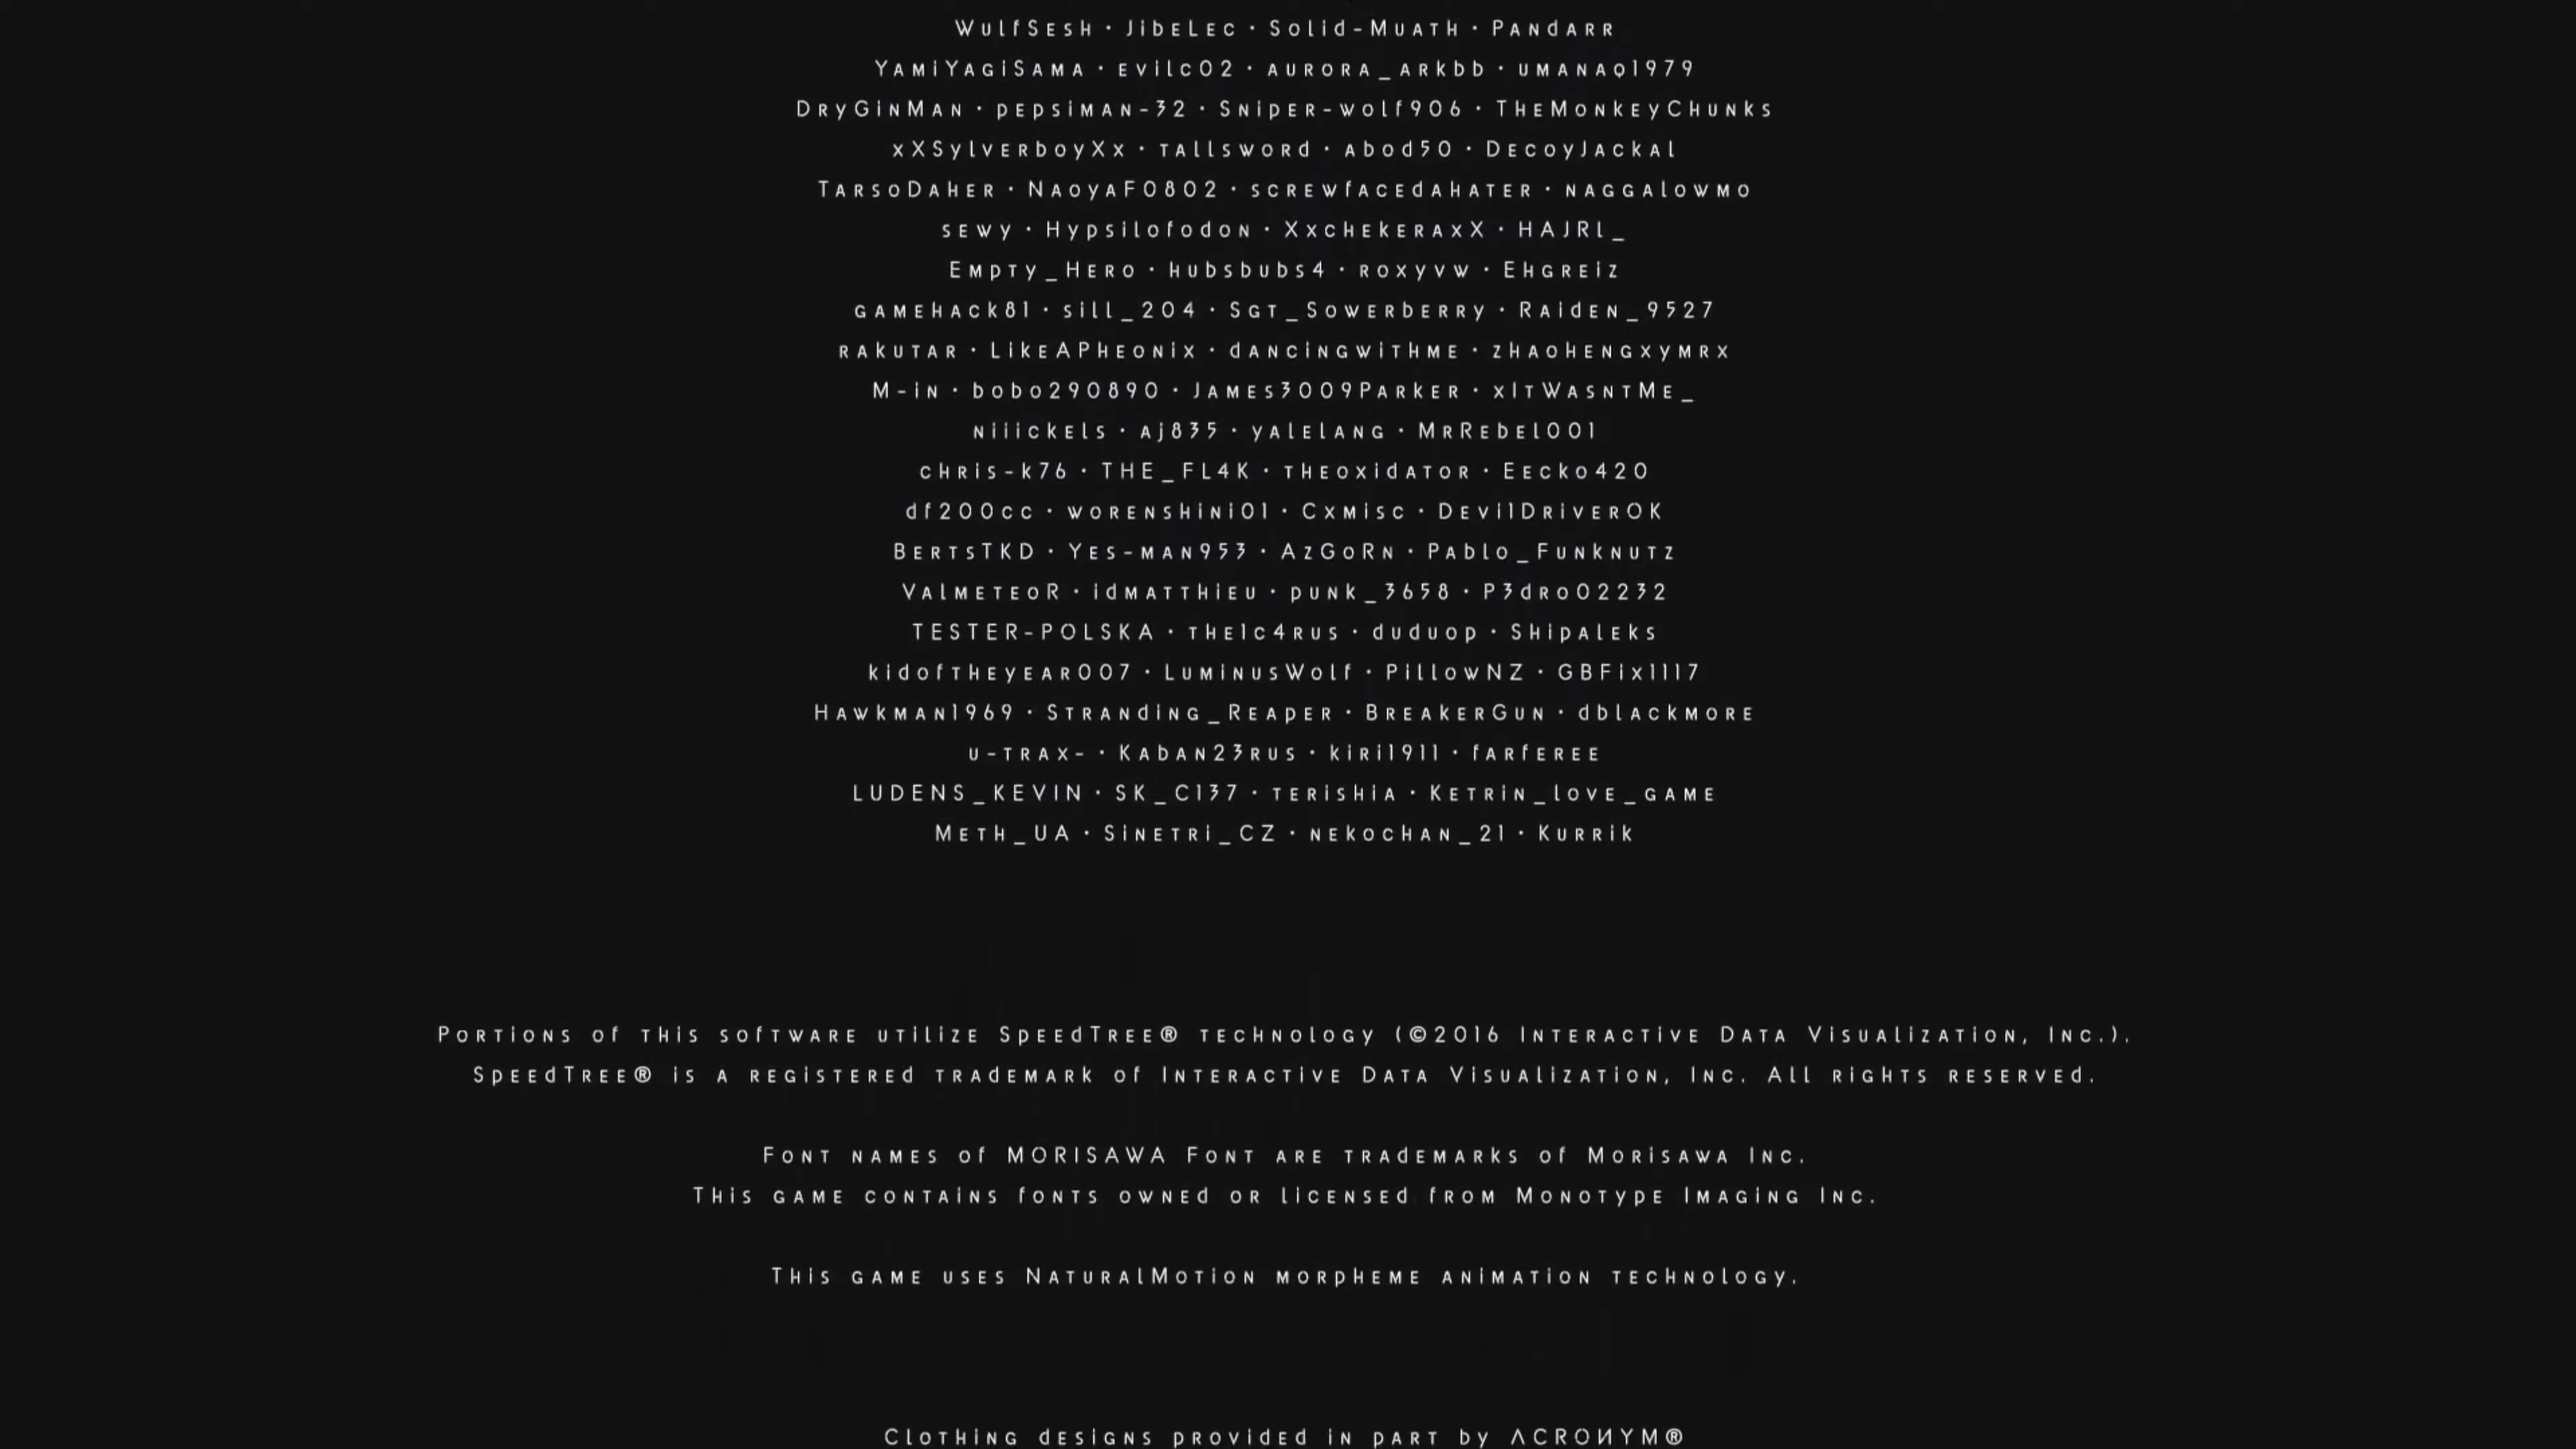 WulfSesh · JibeLec · Solid-Muath · Pandarr
YamiYagiSama · evilc02 · aurora_arkbb · umanaq1979
DryGinMan · pepsiman-32 · Sniper-wolf906 · TheMonkeyChunks
xXSylverboyXx · tallsword · abod50 · DecoyJackal
TarsoDaher · NaoyaF0802 · screwfacedahater · naggalowmo
sewy · Hypsilofodon · XxchekeraxX · HAJRl_
Empty_Hero · hubsbubs4 · roxyvw · Ehgreiz
gamehack81 · sill_204 · Sgt_Sowerberry · Raiden_9527
rakutar · LikeAPheonix · dancingwithme · zhaohengxymrx
M-in · bobo290890 · James3009Parker · xItWasntMe_
niiickels · aj835 · yalelang · MrRebel001
chris-k76 · THE_FL4K · theoxidator · Eecko420
df200cc · worenshini01 · Cxmisc · Devi1DriverOK
BertsTKD · Yes-man953 · AzGoRn · Pablo_Funknutz
ValmeteoR · idmatthieu · punk_3658 · P3dro02232
TESTER-POLSKA · the1c4rus · duduop · Shipaleks
kidoftheyear007 · LuminusWolf · PillowNZ · GBFix1117
Hawkman1969 · Stranding_Reaper · BreakerGun · dblackmore
u-trax- · Kaban23rus · kiri1911 · farferee
LUDENS_KEVIN · SK_C137 · terishia · Ketrin_love_game
Meth_UA · Sinetri_CZ · nekochan_21 · Kurrik
Portions of this software utilize SpeedTree® technology (©2016 Interactive Data Visualization, Inc.).
SpeedTree® is a registered trademark of Interactive Data Visualization, Inc. All rights reserved.
Font names of MORISAWA Font are trademarks of Morisawa Inc.
This game contains fonts owned or licensed from Monotype Imaging Inc.
This game uses NaturalMotion morpheme animation technology.
Clothing designs provided in part by ACRONYM®